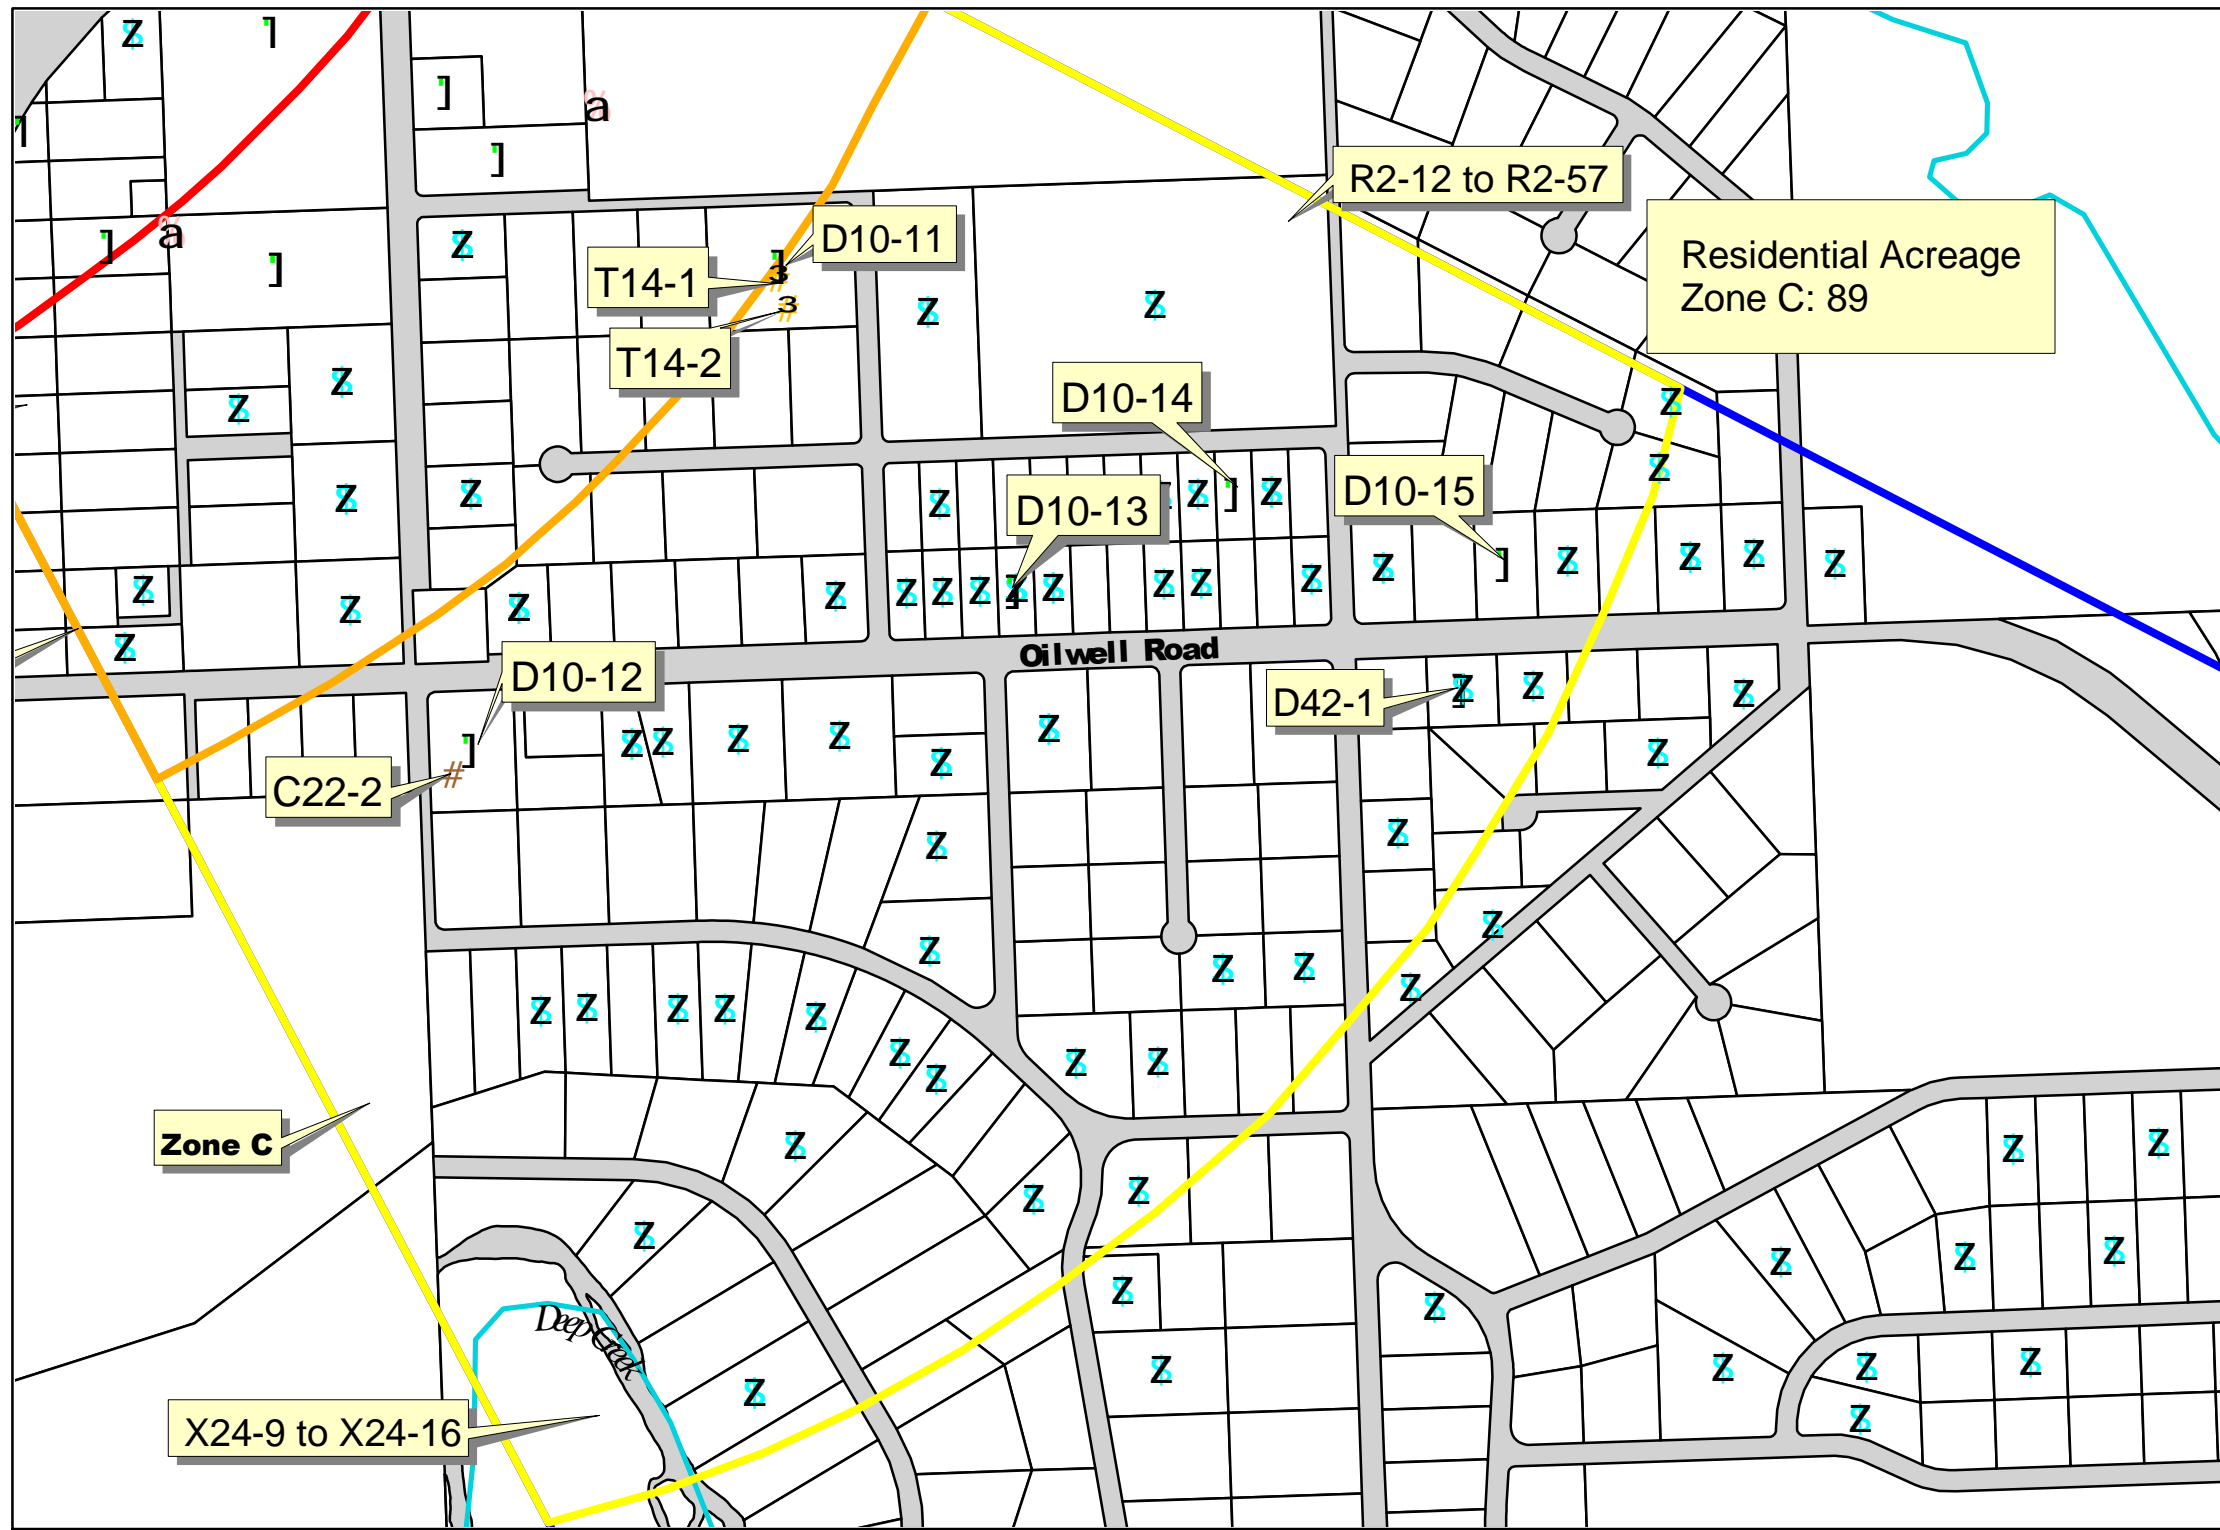 R2-12 to R2-57
D10-11
T14-1
Residential Acreage
Zone C: 89
T14-2
D10-14
D10-15
D10-13
Oilwell Road
D10-12
D42-1
C22-2
Zone C
Deep Creek
X24-9 to X24-16